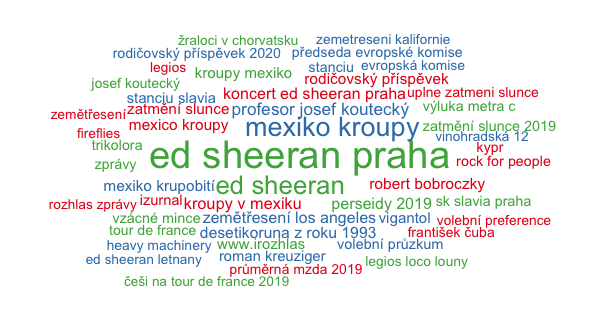 žraloci v chorvatsku zemetreseni kalifornie
rodičovský příspěvek 2020 předseda evropské komise
legios kroupy mexiko stanciu evropská komise
josef koutecký rodičovský příspěvek
stanciu slavia koncert ed sheeran praha uplne zatmeni slunce
zemětřesení zatmění slunce profesor josef koutecký výluka metra c
fireflies mexico kroupy mexiko kroupy zatmění slunce 2019
trikolora vinohradská 12
zprávy ed sheeran praha kypr
rock for people
mexiko krupobití ed sheeran robert bobroczky
rozhlas zprávy izurnal kroupy v mexiku perseidy 2019 sk slavia praha
vzácné mince zemětřesení los angeles vigantol volební preference
tour de france desetikoruna z roku 1993 františek čuba
heavy machinery www.irozhlas volební průzkum
ed sheeran letnany roman kreuziger legios loco louny
průměrná mzda 2019
češi na tour de france 2019